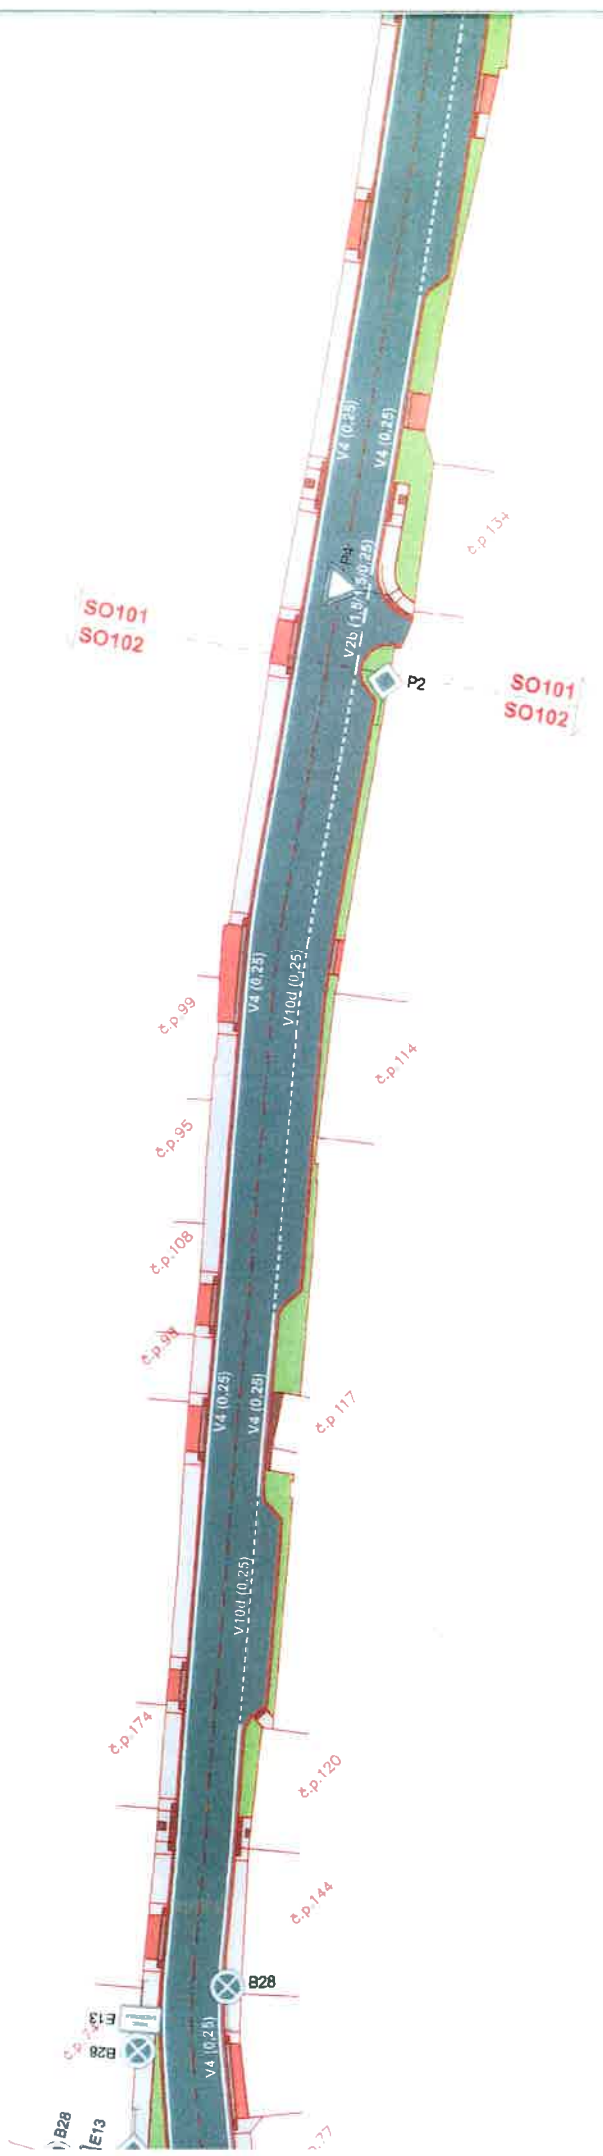 V4 (0,25)
V4 (0,25)
č.p.134
P4
V2b (1,5/1,5/0,25)
SO101
SO102
P2
SO101
SO102
V4 (0,25)
V10d (0,25)
č.p.99
č.p.114
č.p.95
č.p.108
č.p.98
V4 (0,25)
V4 (0,25)
č.p.117
V10d (0,25)
č.p.174
č.p.120
č.p.144
B28
E13
V4 (0,25)
B28
B28
E13